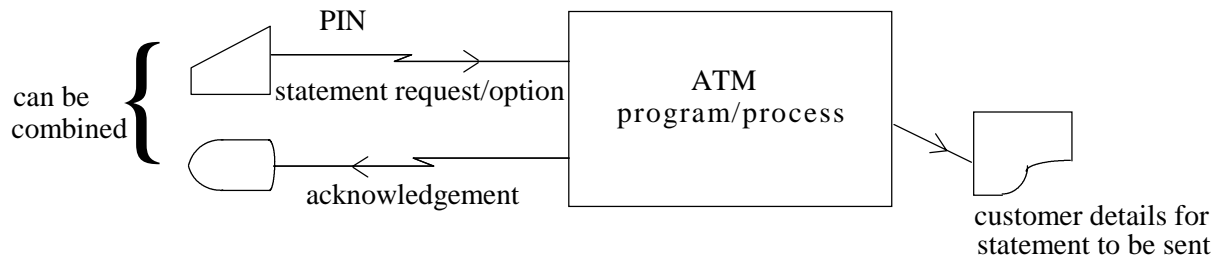 PIN
can be
combined
statement request/option
acknowledgement
ATM
program/process
customer details for
statement to be sent